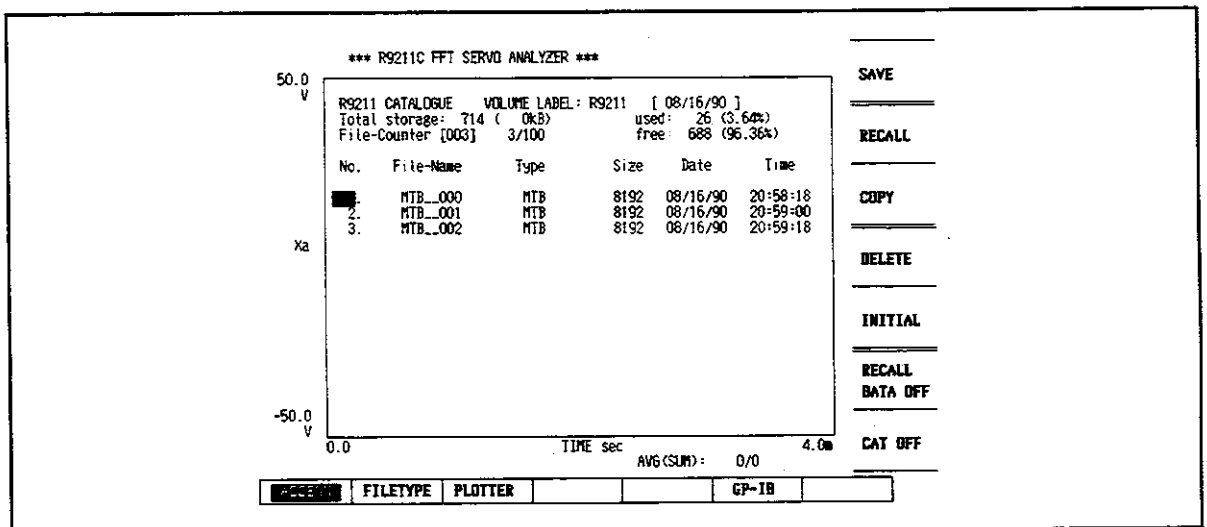 *** R9211C FFT SERVO ANALYZER ***
50.0
V
R9211 CATALOGUE VOLUME LABEL: R9211 [ 08/16/90 ]
Total storage: 714 ( 0kB) used: 26 (3.64%)
File-Counter [003] 3/100 free: 688 (96.36%)
No. File-Name Type Size Date Time
. MTB__000 MTB 8192 08/16/90 20:58:18
2. MTB__001 MTB 8192 08/16/90 20:59:00
3. MTB__002 MTB 8192 08/16/90 20:59:18
Xa
-50.0
V
0.0 TIME sec 4.0m
AVG(SUM): 0/0
SAVE
RECALL
COPY
DELETE
INITIAL
RECALL
DATA OFF
CAT OFF
FILETYPE PLOTTER GP-IB